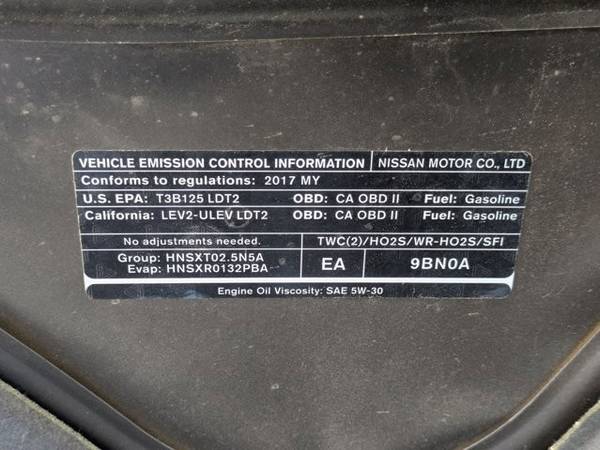 VEHICLE EMISSION CONTROL INFORMATION NISSAN MOTOR CO., LTD
Conforms to regulations: 2017 MY
U.S. EPA: T3B125 LDT2 OBD: CA OBD II Fuel: Gasoline
California: LEV2-ULEV LDT2 OBD: CA OBD II Fuel: Gasoline
No adjustments needed. TWC(2)/HO2S/WR-HO2S/SFI
Group: HNSXT02.5N5A
Evap: HNSXR0132PBA
EA 9BN0A
Engine Oil Viscosity: SAE 5W-30